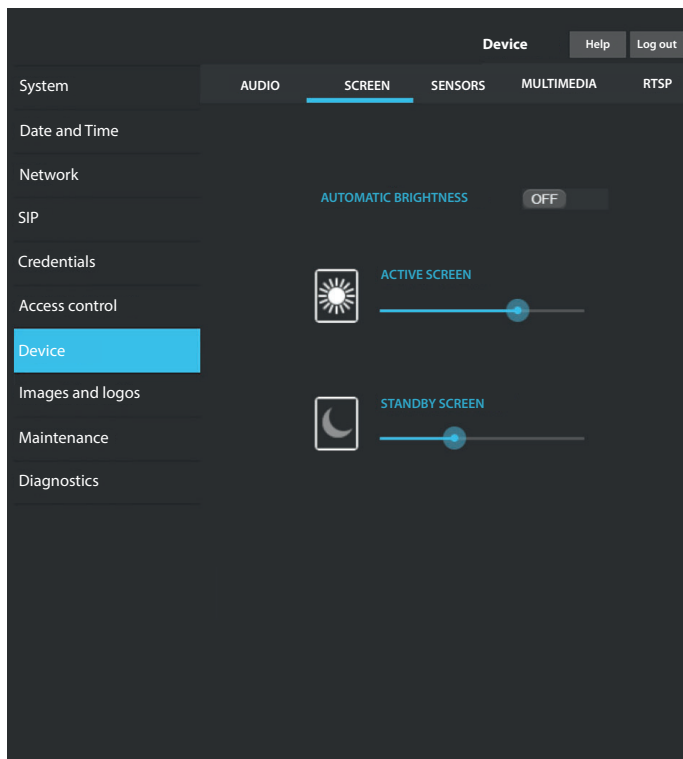 Device Help Log out
System
AUDIO SCREEN SENSORS MULTIMEDIA RTSP
Date and Time
Network
SIP
Credentials
Access control
Device
Images and logos
Maintenance
Diagnostics
AUTOMATIC BRIGHTNESS OFF
ACTIVE SCREEN
STANDBY SCREEN